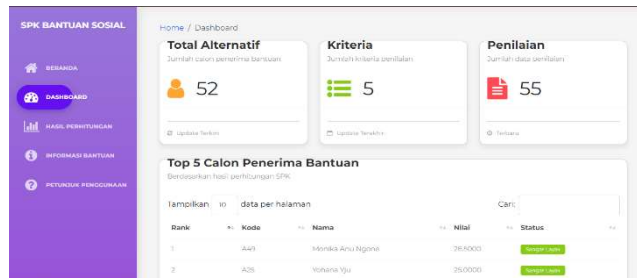 SPK BANTUAN SOSIAL
Home / Dashboard
BERANDA
DASHBOARD
HASIL PERHITUNGAN
INFORMASI BANTUAN
PETUNJUK PENGGUNAAN
Total Alternatif
Jumlah calon penerima bantuan
52
Update Terkini
Kriteria
Jumlah kriteria penilaian
5
Update Terakhir
Penilaian
Jumlah data penilaian
55
Terbaru
Top 5 Calon Penerima Bantuan
Berdasarkan hasil perhitungan SPK
Tampilkan 10 data per halaman Cari:
Rank Kode Nama Nilai Status
1 A49 Monika Anu Ngone 26.5000 Sangat Layak
2 A26 Yohana Yju 25.0000 Sangat Layak